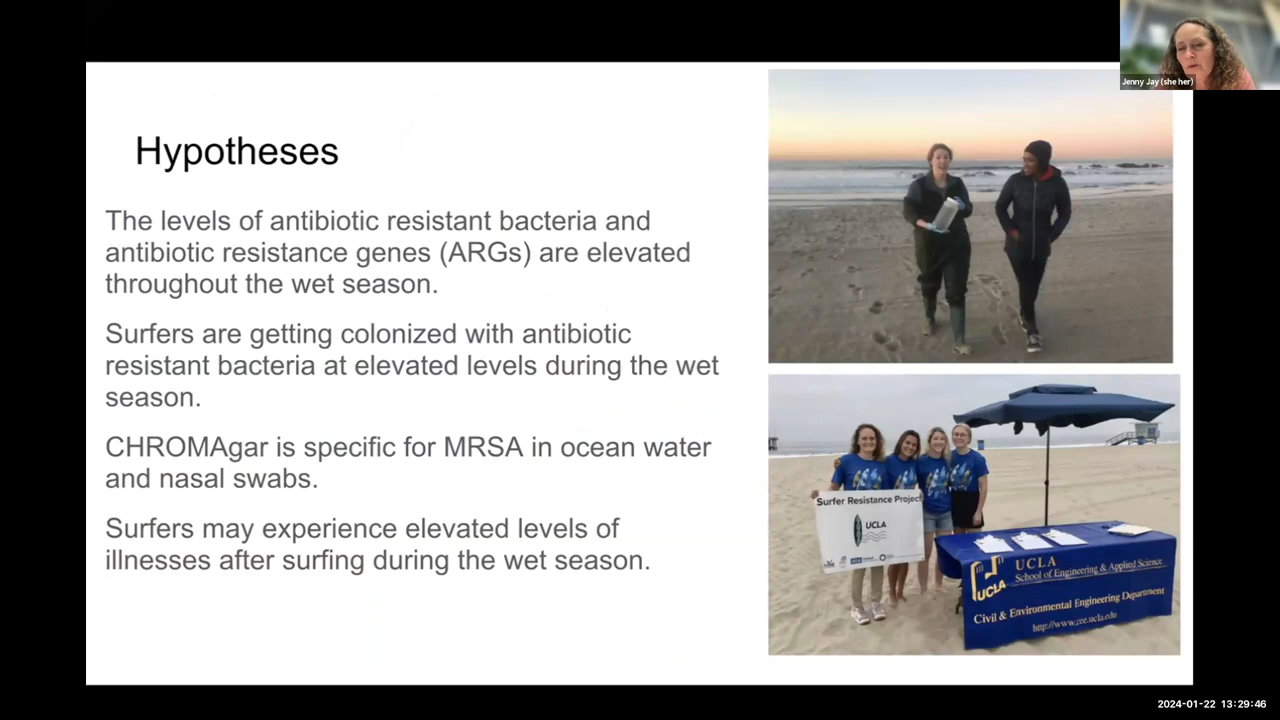 Jenny Jay (she her)
Hypotheses
The levels of antibiotic resistant bacteria and
antibiotic resistance genes (ARGs) are elevated
throughout the wet season.
Surfers are getting colonized with antibiotic
resistant bacteria at elevated levels during the wet
season.
CHROMAgar is specific for MRSA in ocean water
and nasal swabs.
Surfers may experience elevated levels of
illnesses after surfing during the wet season.
Surfer Resistance Project
UCLA
UCLA
UCLA
School of Engineering & Applied Science
Civil & Environmental Engineering Department
http://www.cee.ucla.edu
2024-01-22 13:29:46